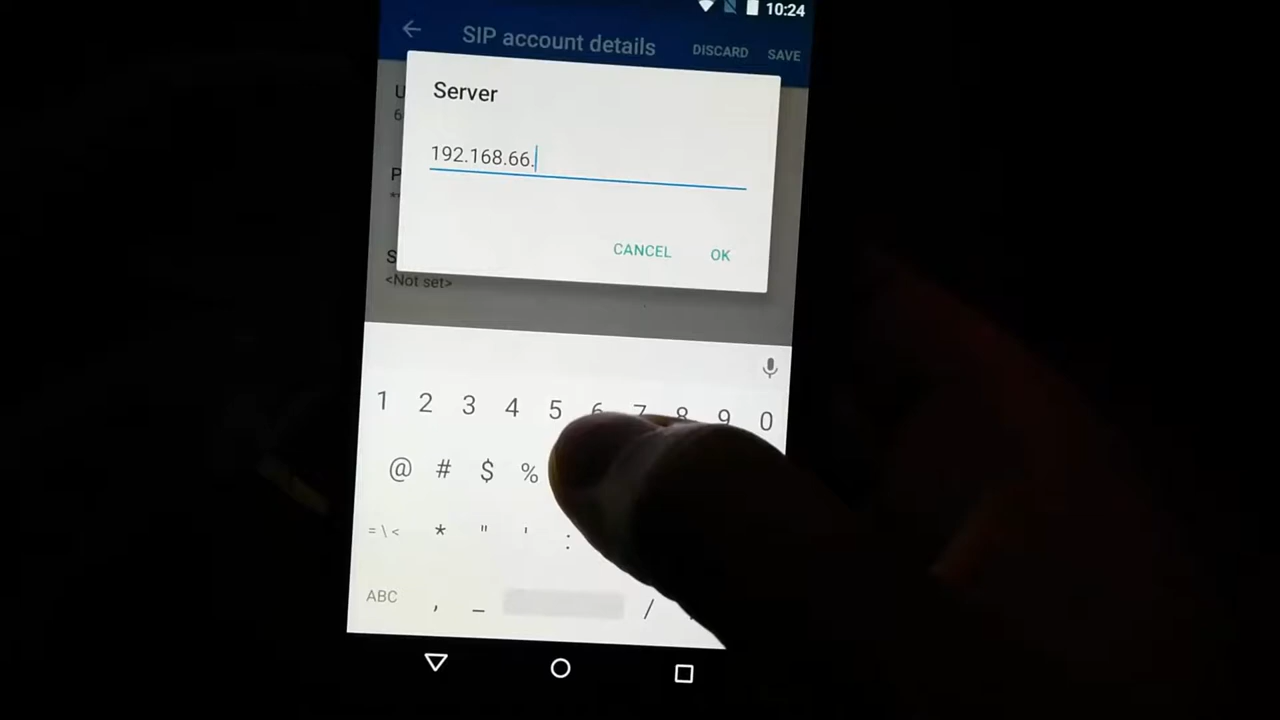 10:24
SIP account details DISCARD SAVE
Server
192.168.66.
CANCEL OK
<Not set>
1 2 3 4 5 6 7 8 9 0
@ # $ %
=\< * " ' :
ABC , _ /